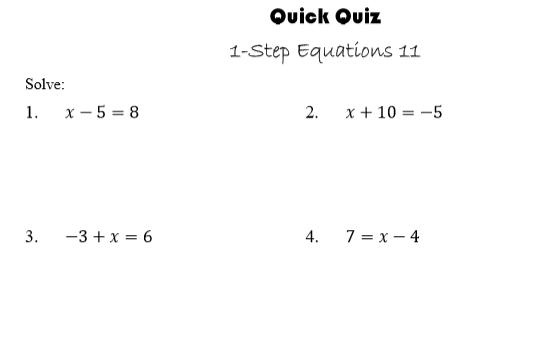 Quick Quiz
1-Step Equations 11
Solve:
1. x − 5 = 8 2. x + 10 = −5
3. −3 + x = 6 4. 7 = x − 4